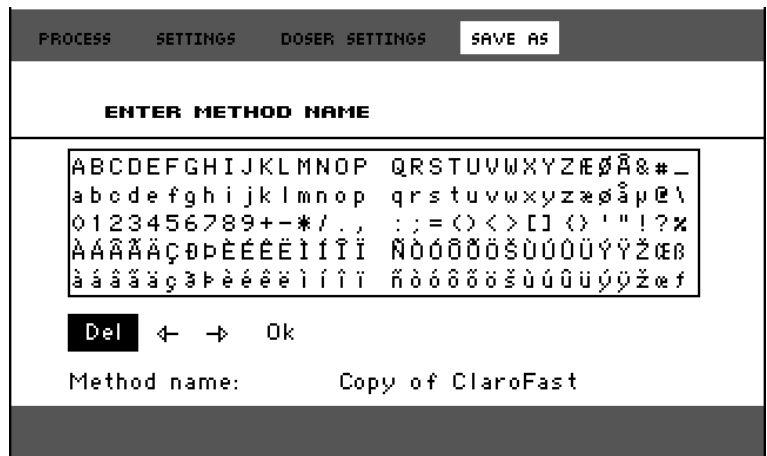 PROCESS SETTINGS DOSER SETTINGS SAVE AS
ENTER METHOD NAME
ABCDEFGHIJKLMNOP QRSTUVWXYZÆØÅ&#_
abcdefghijklmnop qrstuvwxyzæøåµ@\
0123456789+-*/., :;=()<>[]{}'"!?%
ÀÁÂÃÄÇÐÞÈÉÊËÌÍÎÏ ÑÒÓÔÕÖŠÙÚÛÜÝŸŽŒß
àáâãäçðÞèéêëìíîï ñòóôõöšùúûüýÿžœƒ
Del ← → Ok
Method name: Copy of ClaroFast